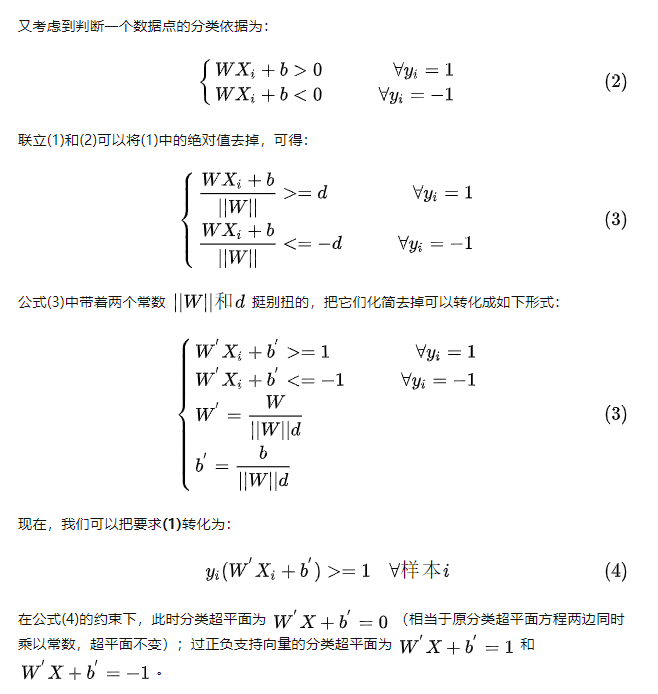 又考虑到判断一个数据点的分类依据为：
WX_i + b > 0 ∀y_i = 1
WX_i + b < 0 ∀y_i = −1
(2)
联立(1)和(2)可以将(1)中的绝对值去掉，可得：
(WX_i + b)/||W|| >= d ∀y_i = 1
(WX_i + b)/||W|| <= −d ∀y_i = −1
(3)
公式(3)中带着两个常数 ||W||和d 挺别扭的，把它们化简去掉可以转化成如下形式：
W'X_i + b' >= 1 ∀y_i = 1
W'X_i + b' <= −1 ∀y_i = −1
W' = W/(||W||d)
b' = b/(||W||d)
(3)
现在，我们可以把要求(1)转化为：
y_i(W'X_i + b') >= 1 ∀样本i (4)
在公式(4)的约束下，此时分类超平面为 W'X + b' = 0 （相当于原分类超平面方程两边同时
乘以常数，超平面不变）；过正负支持向量的分类超平面为 W'X + b' = 1 和
W'X + b' = −1 。